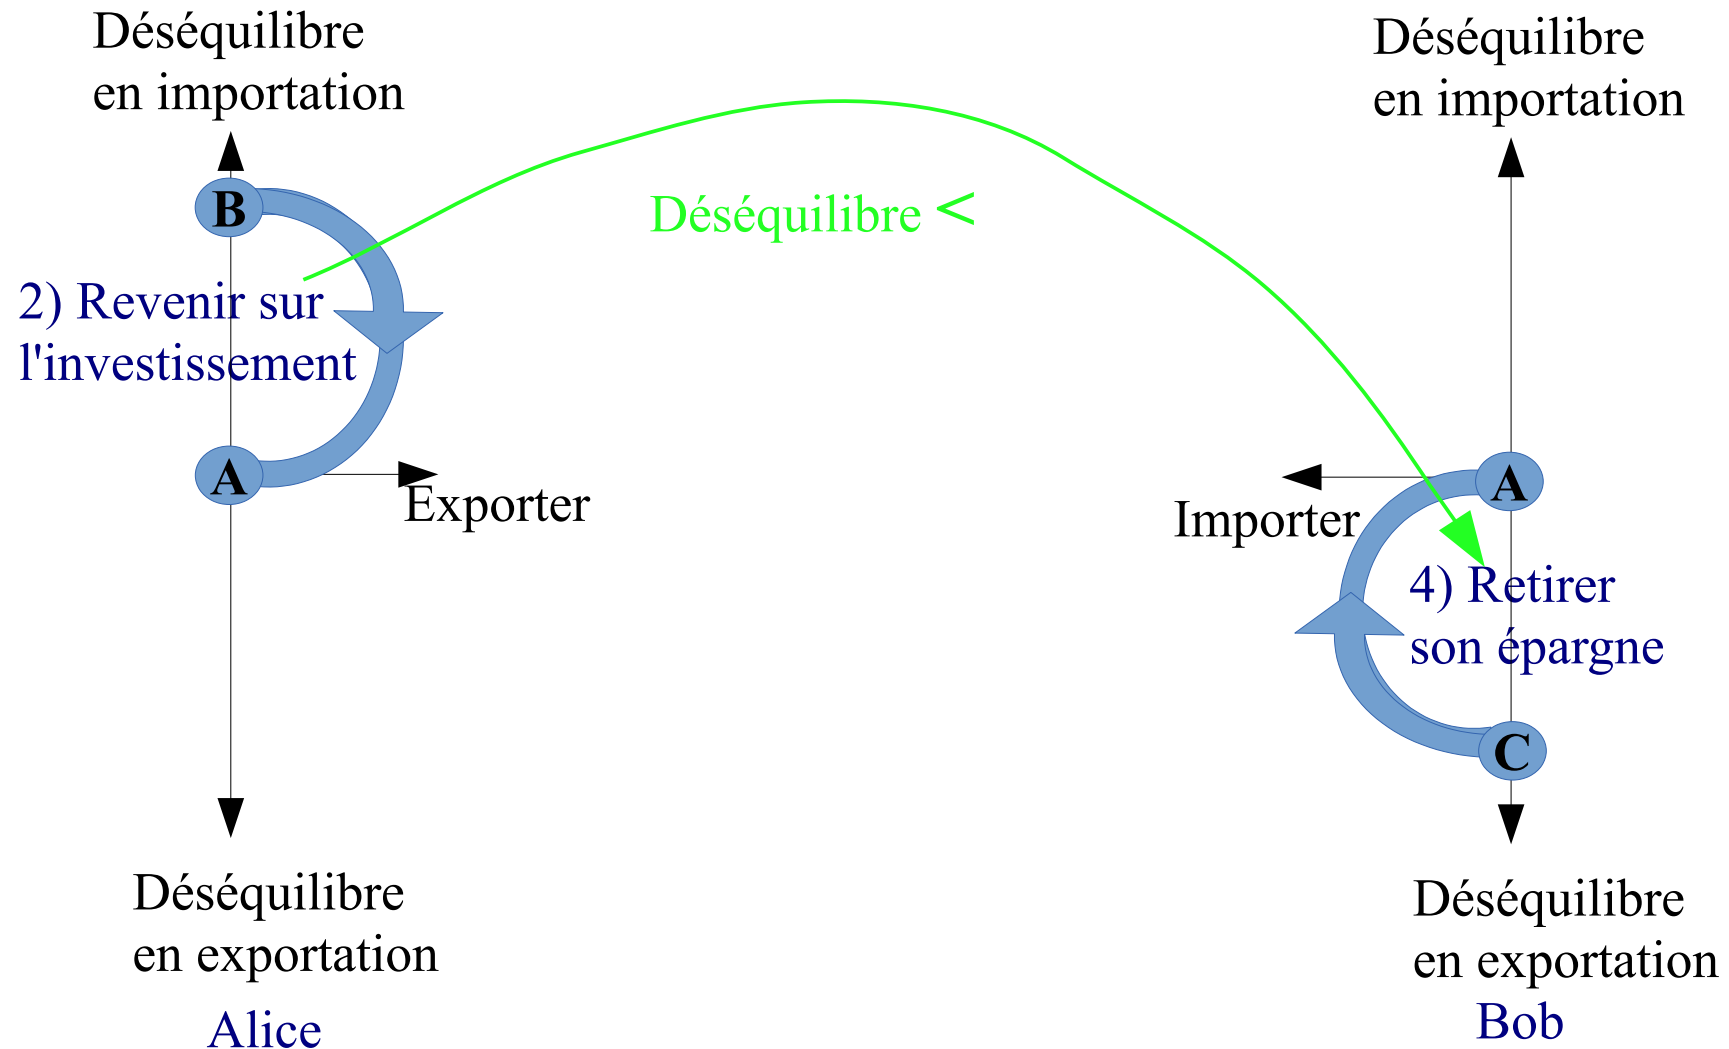 Déséquilibre
en importation
B
2) Revenir sur
l'investissement
A
Exporter
Déséquilibre
en exportation
Alice
Déséquilibre <
Déséquilibre
en importation
A
Importer
4) Retirer
son épargne
C
Déséquilibre
en exportation
Bob